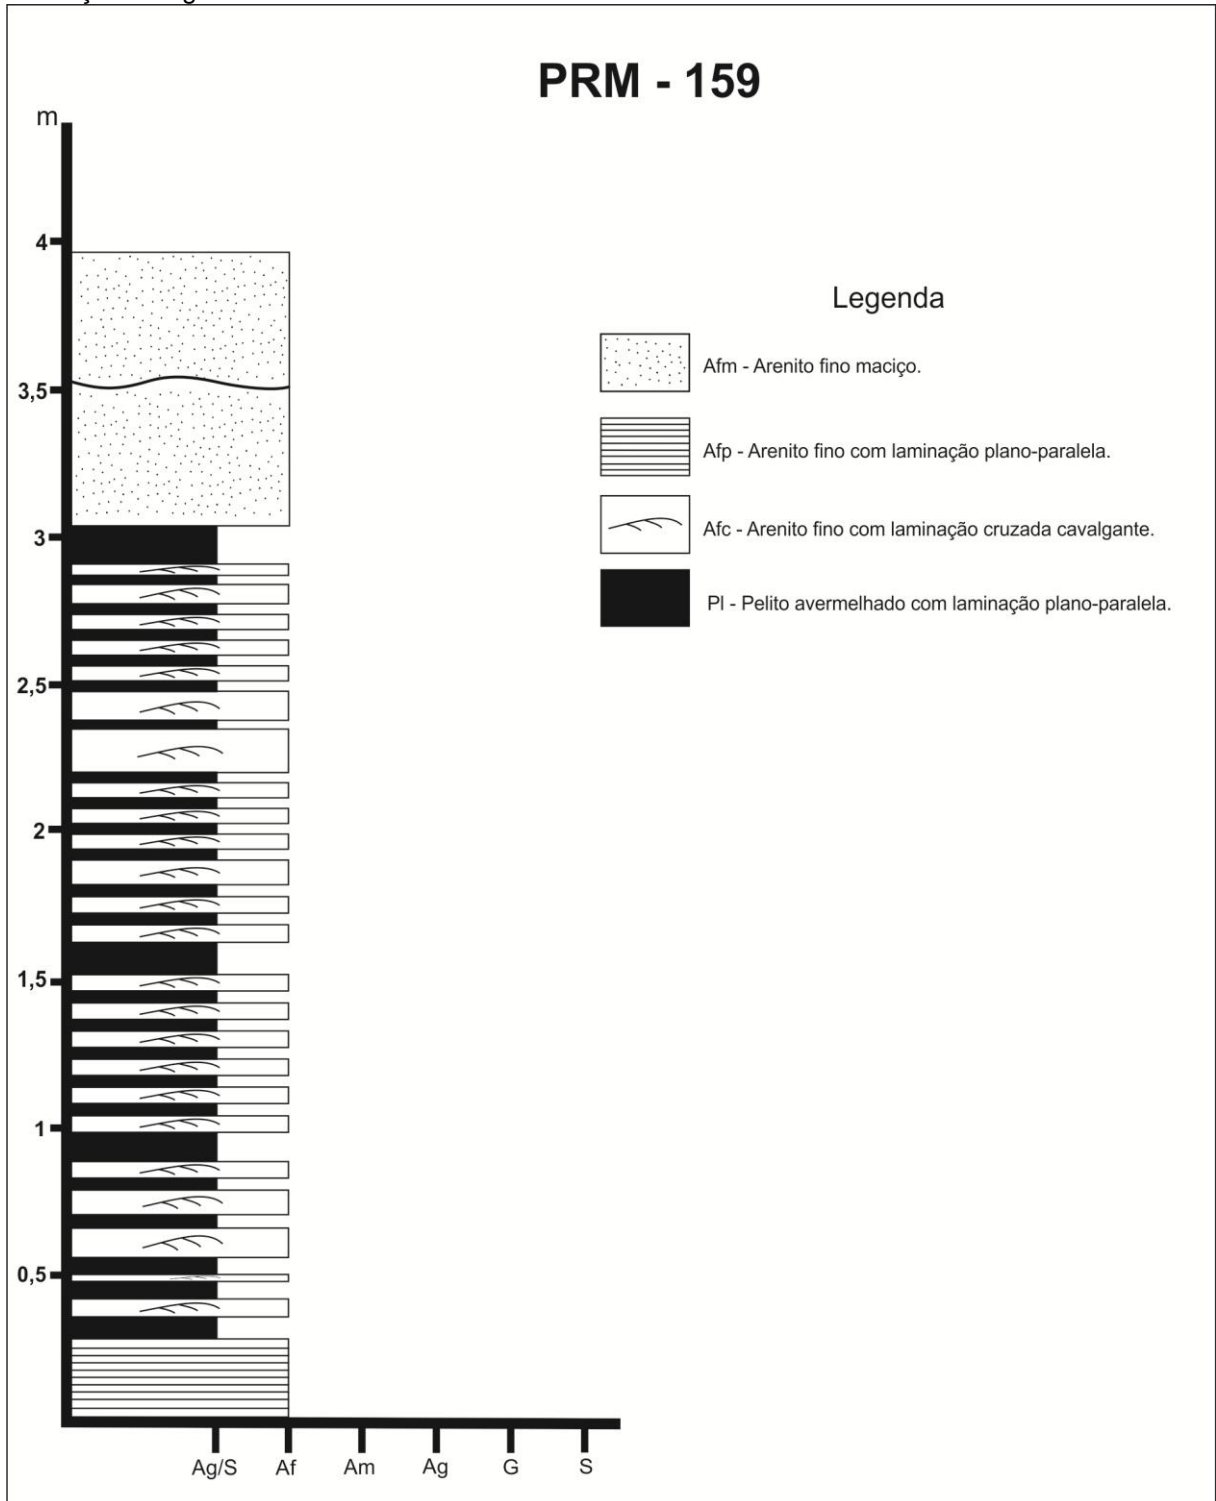 PRM - 159
m
4
3,5
3
2,5
2
1,5
1
0,5
Ag/S Af Am Ag G S
Legenda
Afm - Arenito fino maciço.
Afp - Arenito fino com laminação plano-paralela.
Afc - Arenito fino com laminação cruzada cavalgante.
Pl - Pelito avermelhado com laminação plano-paralela.